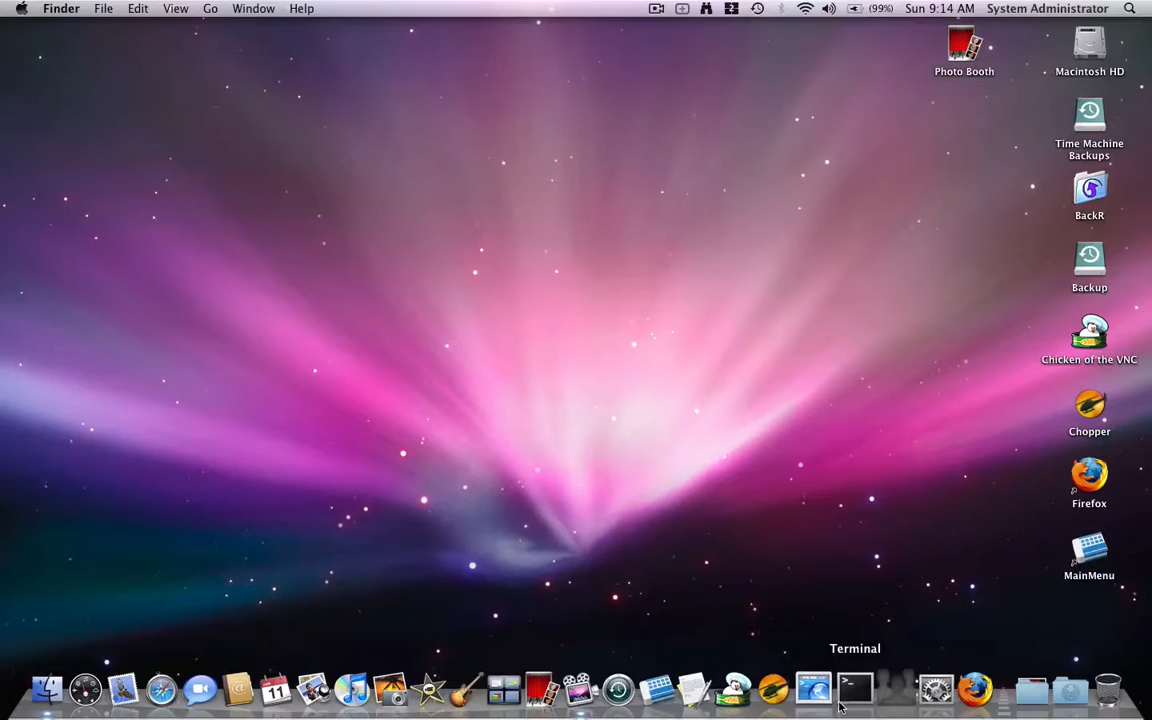 Finder File Edit View Go Window Help (99%) Sun 9:14 AM System Administrator
Photo Booth
Macintosh HD
Time Machine
Backups
BackR
Backup
Chicken of the VNC
Chopper
Firefox
MainMenu
Terminal
11